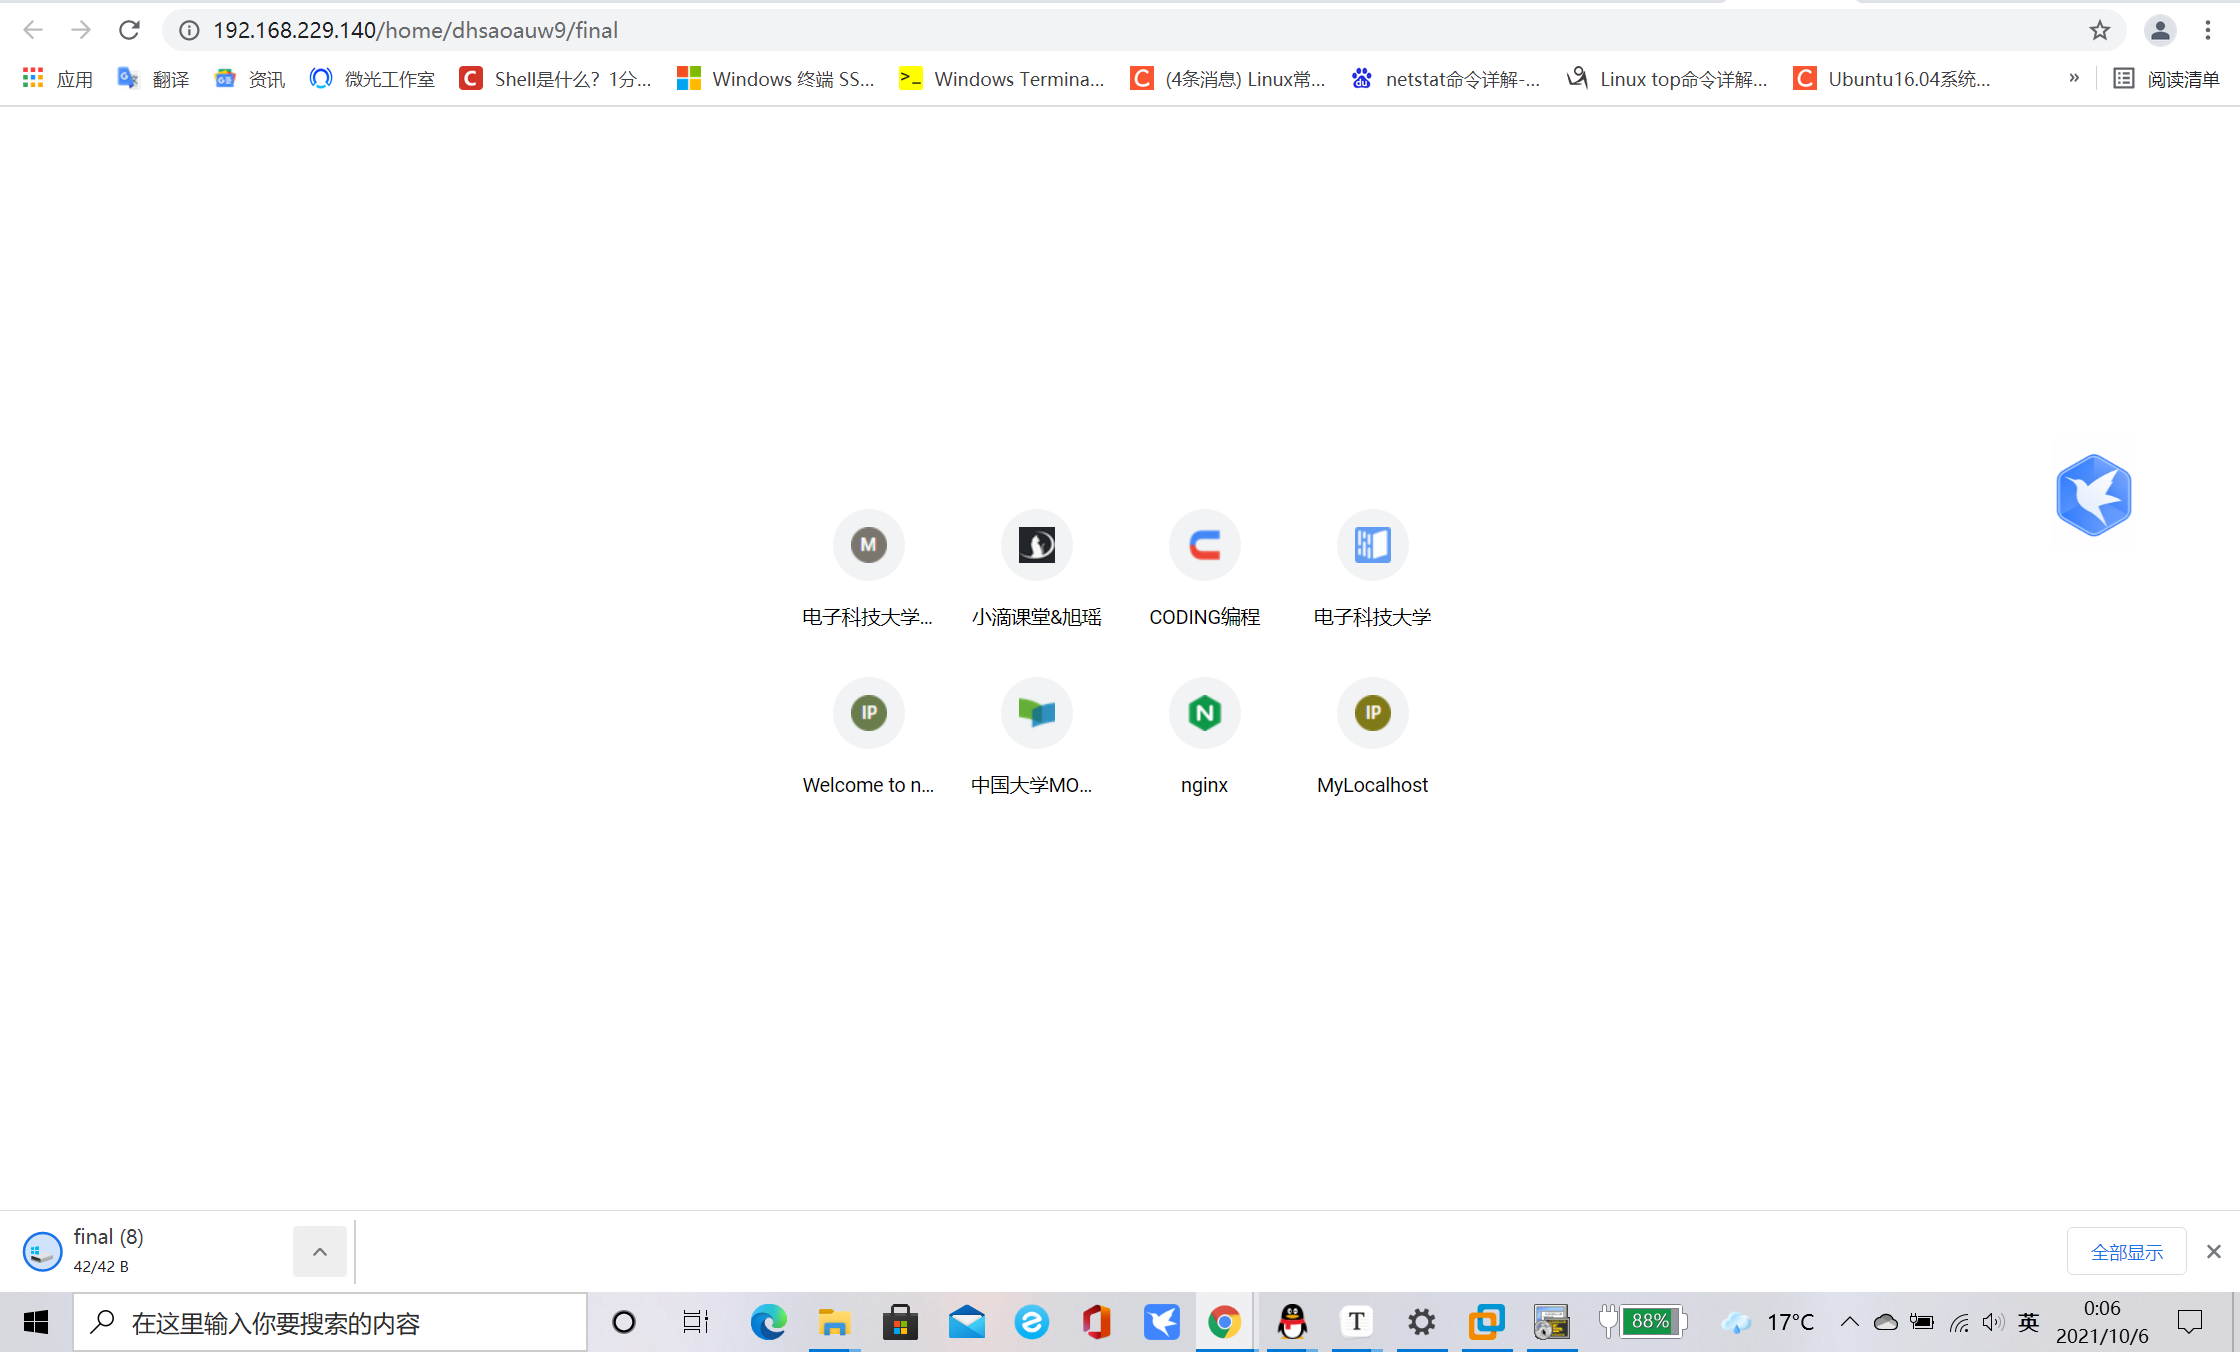 192.168.229.140/home/dhsaoauw9/final
应用 翻译 资讯 微光工作室 Shell是什么？1分... Windows 终端 SS... Windows Termina... (4条消息) Linux常... netstat命令详解-... Linux top命令详解... Ubuntu16.04系统... » 阅读清单
M
电子科技大学... 小滴课堂&旭瑶 CODING编程 电子科技大学
IP N IP
Welcome to n... 中国大学MO... nginx MyLocalhost
final (8)
42/42 B
全部显示
在这里输入你要搜索的内容
T
88%
17°C
英
0:06
2021/10/6